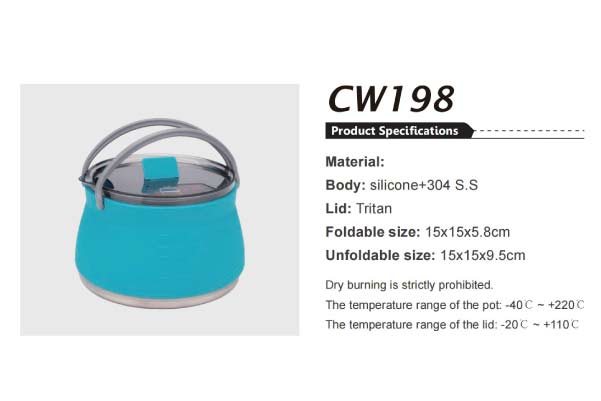 CW198
Product Specifications
Material:
Body: silicone+304 S.S
Lid: Tritan
Foldable size: 15x15x5.8cm
Unfoldable size: 15x15x9.5cm
Dry burning is strictly prohibited.
The temperature range of the pot: -40℃ ~ +220℃
The temperature range of the lid: -20℃ ~ +110℃